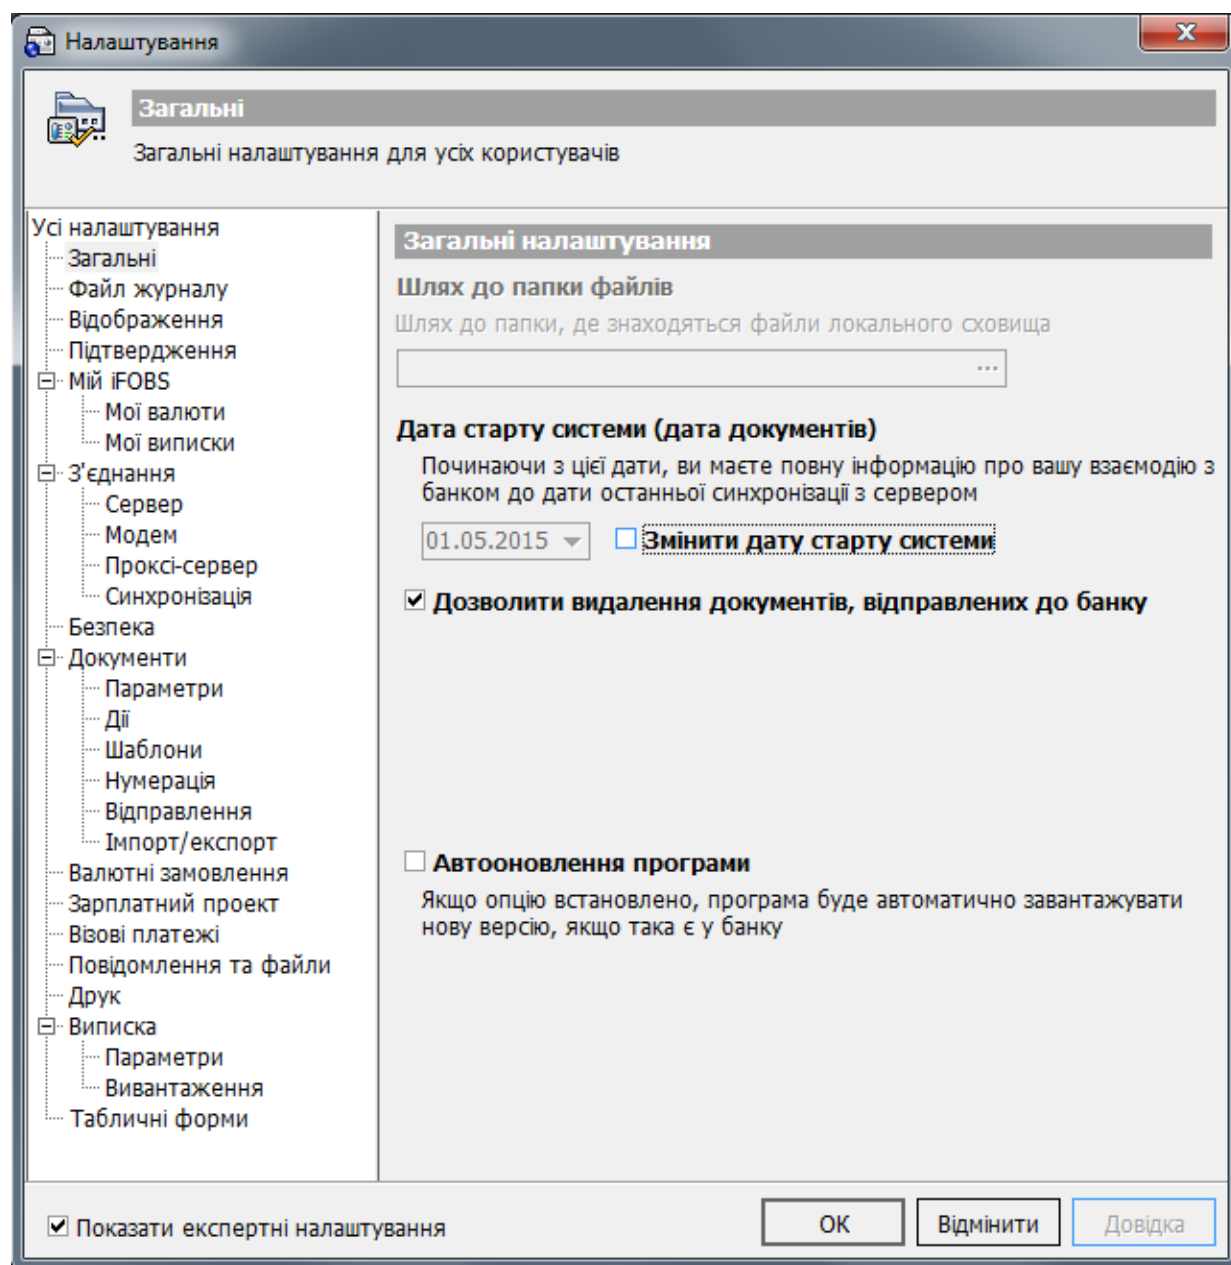 Налаштування
Загальні
Загальні налаштування для усіх користувачів
Усі налаштування
Загальні
Файл журналу
Відображення
Підтвердження
Мій iFOBS
Мої валюти
Мої виписки
З'єднання
Сервер
Модем
Проксі-сервер
Синхронізація
Безпека
Документи
Параметри
Дії
Шаблони
Нумерація
Відправлення
Імпорт/експорт
Валютні замовлення
Зарплатний проект
Візові платежі
Повідомлення та файли
Друк
Виписка
Параметри
Вивантаження
Табличні форми
Загальні налаштування
Шлях до папки файлів
Шлях до папки, де знаходяться файли локального сховища
...
Дата старту системи (дата документів)
Починаючи з цієї дати, ви маєте повну інформацію про вашу взаємодію з
банком до дати останньої синхронізації з сервером
01.05.2015 Змінити дату старту системи
Дозволити видалення документів, відправлених до банку
Автооновлення програми
Якщо опцію встановлено, програма буде автоматично завантажувати
нову версію, якщо така є у банку
Показати експертні налаштування
ОК Відмінити Довідка